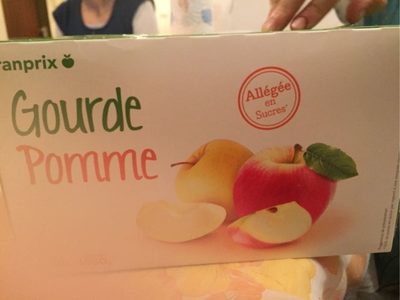 ranprix
Gourde
Pomme
Allégée
en
Sucres*